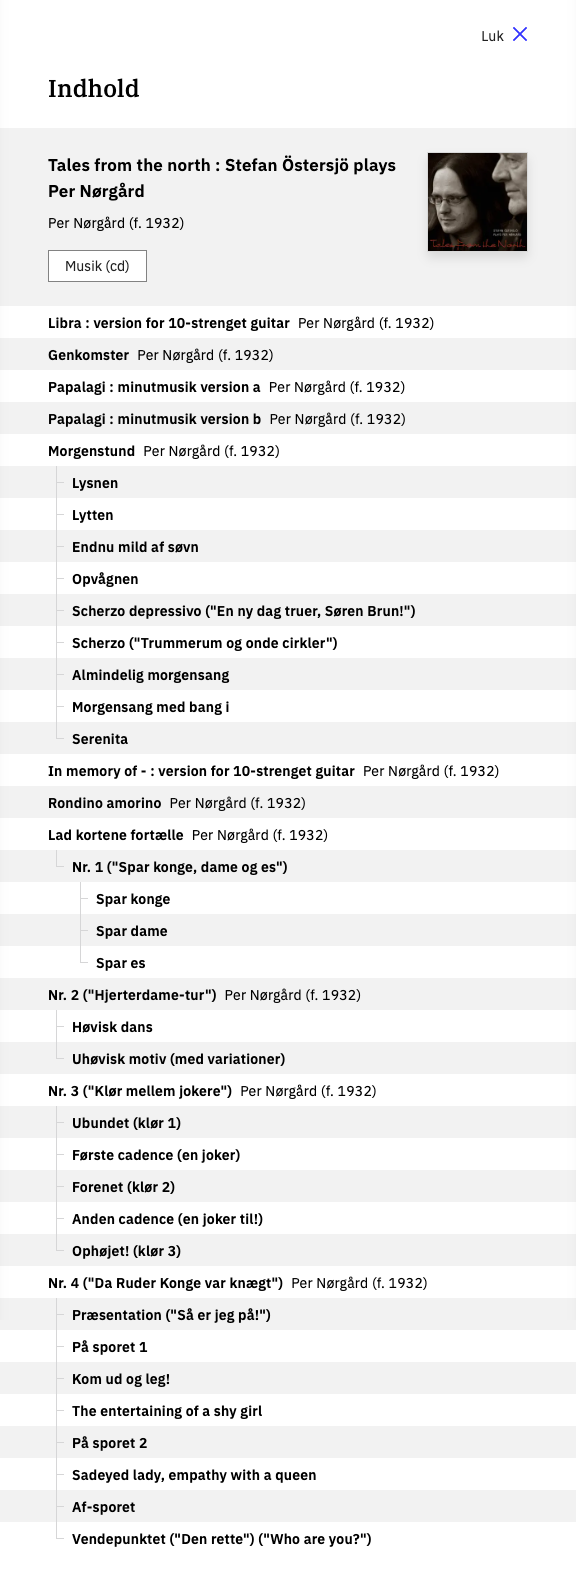 Luk
Indhold
Tales from the north : Stefan Östersjö plays
Per Nørgård
Per Nørgård (f. 1932)
Musik (cd)
Tales from the North
Libra : version for 10-strenget guitar Per Nørgård (f. 1932)
Genkomster Per Nørgård (f. 1932)
Papalagi : minutmusik version a Per Nørgård (f. 1932)
Papalagi : minutmusik version b Per Nørgård (f. 1932)
Morgenstund Per Nørgård (f. 1932)
Lysnen
Lytten
Endnu mild af søvn
Opvågnen
Scherzo depressivo ("En ny dag truer, Søren Brun!")
Scherzo ("Trummerum og onde cirkler")
Almindelig morgensang
Morgensang med bang i
Serenita
In memory of - : version for 10-strenget guitar Per Nørgård (f. 1932)
Rondino amorino Per Nørgård (f. 1932)
Lad kortene fortælle Per Nørgård (f. 1932)
Nr. 1 ("Spar konge, dame og es")
Spar konge
Spar dame
Spar es
Nr. 2 ("Hjerterdame-tur") Per Nørgård (f. 1932)
Høvisk dans
Uhøvisk motiv (med variationer)
Nr. 3 ("Klør mellem jokere") Per Nørgård (f. 1932)
Ubundet (klør 1)
Første cadence (en joker)
Forenet (klør 2)
Anden cadence (en joker til!)
Ophøjet! (klør 3)
Nr. 4 ("Da Ruder Konge var knægt") Per Nørgård (f. 1932)
Præsentation ("Så er jeg på!")
På sporet 1
Kom ud og leg!
The entertaining of a shy girl
På sporet 2
Sadeyed lady, empathy with a queen
Af-sporet
Vendepunktet ("Den rette") ("Who are you?")